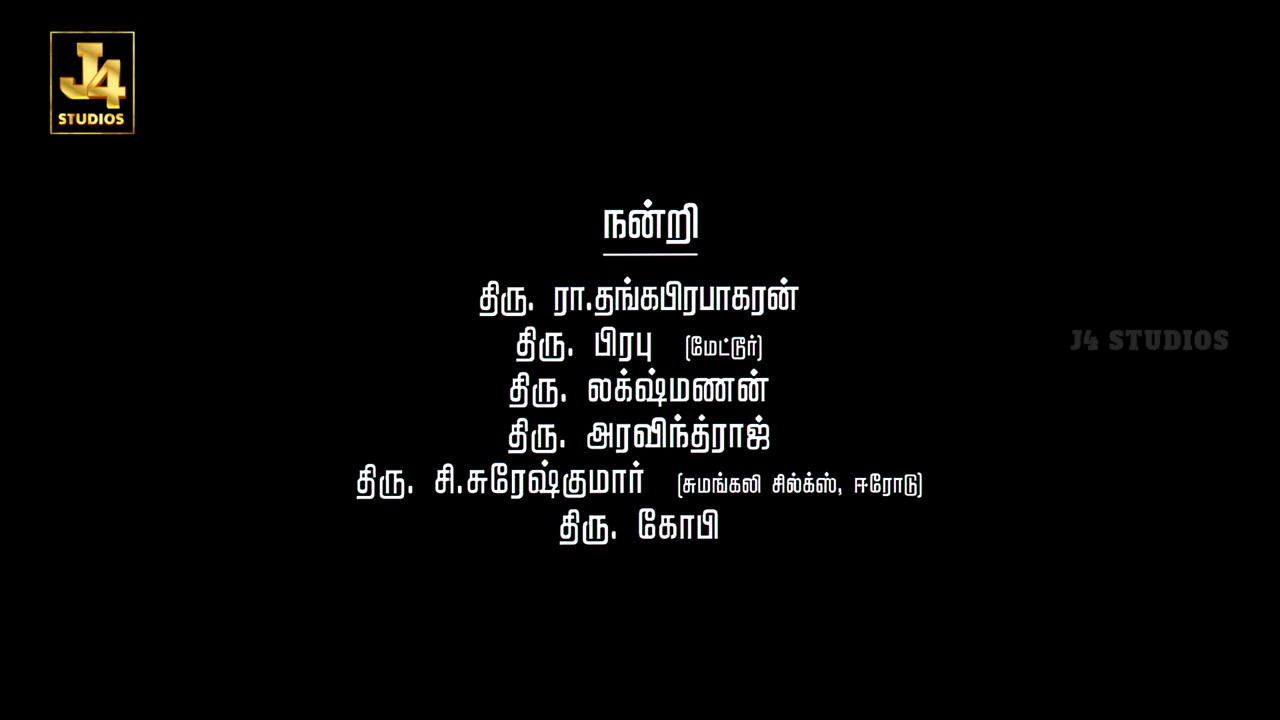 J4
STUDIOS
நன்றி
திரு. ரா.தங்கபிரபாகரன்
திரு. பிரபு (மேட்டூர்)
J4 STUDIOS
திரு. லக்ஷ்மணன்
திரு. அரவிந்த்ராஜ்
திரு. சி.சுரேஷ்குமார் (சுமங்கலி சில்க்ஸ், ஈரோடு)
திரு. கோபி